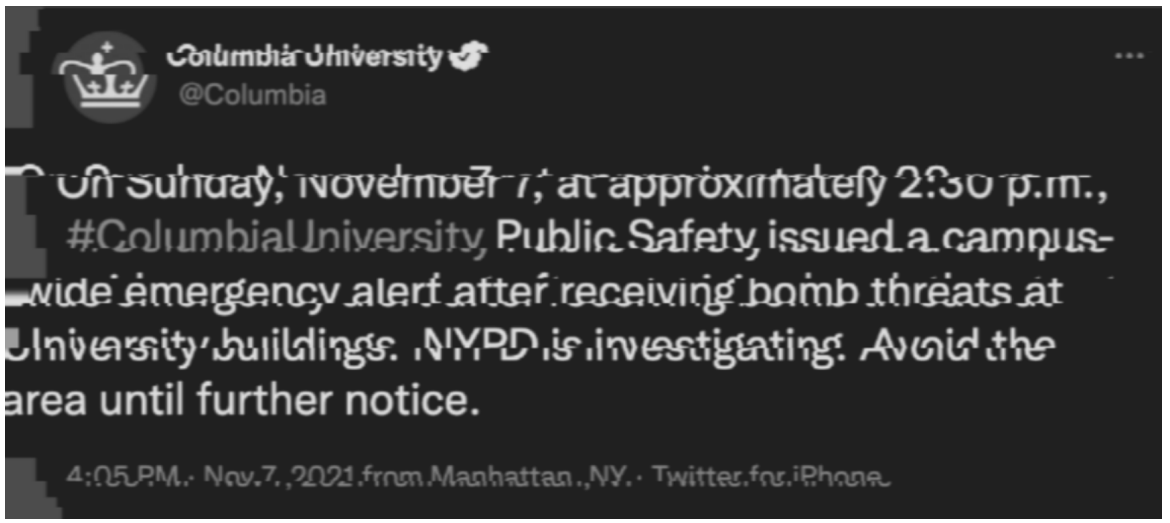 Columbia University
@Columbia
On Sunday, November 7, at approximately 2:30 p.m.,
#ColumbiaUniversity Public Safety issued a campus-
wide emergency alert after receiving bomb threats at
University buildings. NYPD is investigating. Avoid the
area until further notice.
4:05 PM · Nov 7, 2021 from Manhattan, NY · Twitter for iPhone